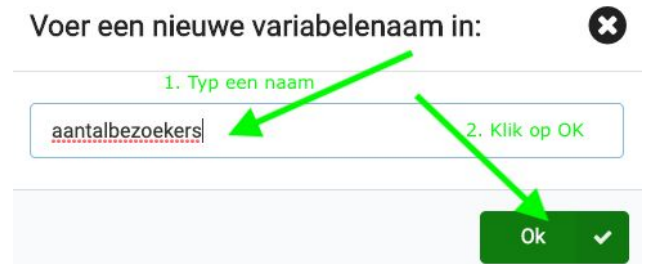 Voer een nieuwe variabelenaam in:
1. Typ een naam
aantalbezoekers
2. Klik op OK
Ok